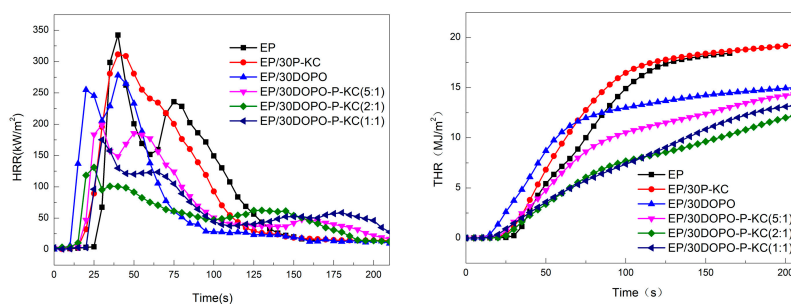 HRR(kW/m²)
350
300
250
200
150
100
50
0
EP
EP/30P-KC
EP/30DOPO
EP/30DOPO-P-KC(5:1)
EP/30DOPO-P-KC(2:1)
EP/30DOPO-P-KC(1:1)
0 25 50 75 100 125 150 175 200
Time(s)
THR（MJ/m²）
20
15
10
5
0
EP
EP/30P-KC
EP/30DOPO
EP/30DOPO-P-KC(5:1)
EP/30DOPO-P-KC(2:1)
EP/30DOPO-P-KC(1:1)
0 50 100 150 200
Time（s）